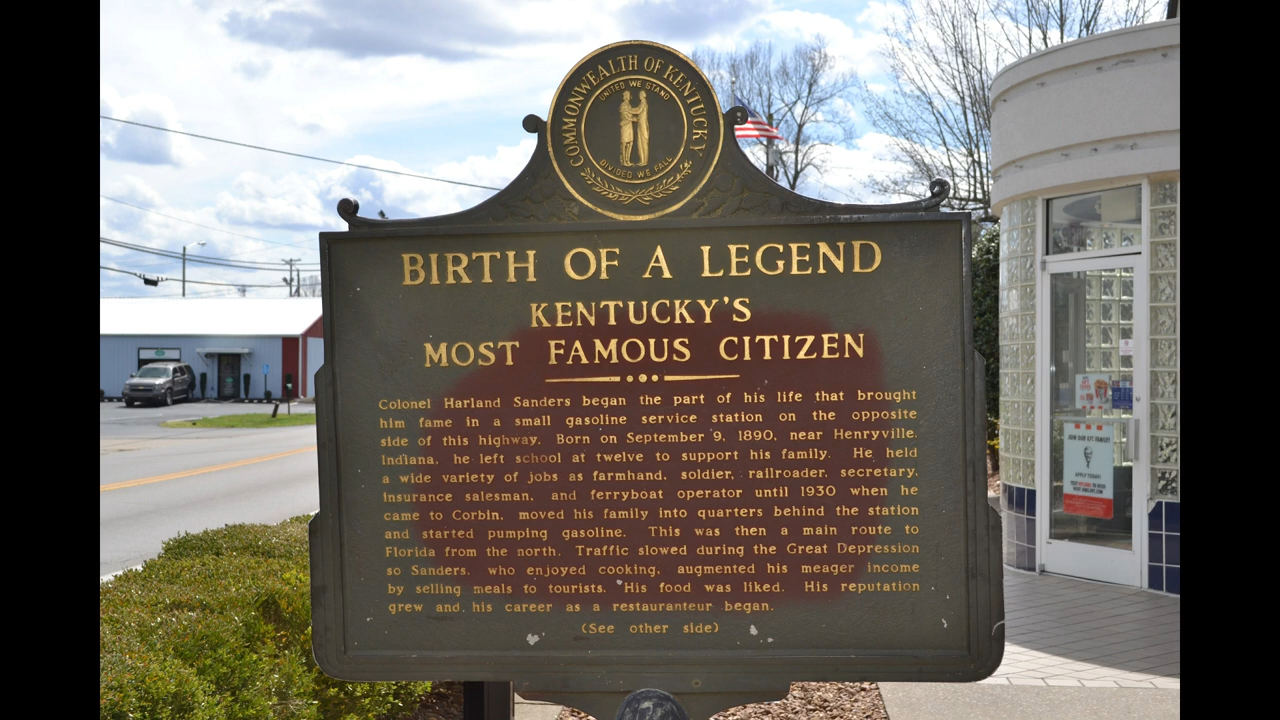 COMMONWEALTH OF KENTUCKY
UNITED WE STAND
DIVIDED WE FALL
BIRTH OF A LEGEND
KENTUCKY'S
MOST FAMOUS CITIZEN
Colonel Harland Sanders began the part of his life that brought
him fame in a small gasoline service station on the opposite
side of this highway. Born on September 9, 1890, near Henryville,
Indiana, he left school at twelve to support his family. He held
a wide variety of jobs as farmhand, soldier, railroader, secretary,
insurance salesman, and ferryboat operator until 1930 when he
came to Corbin, moved his family into quarters behind the station
and started pumping gasoline. This was then a main route to
Florida from the north. Traffic slowed during the Great Depression
so Sanders, who enjoyed cooking, augmented his meager income
by selling meals to tourists. His food was liked. His reputation
grew and his career as a restauranteur began.
(See other side)
JOIN OUR KFC FAMILY
APPLY TODAY!